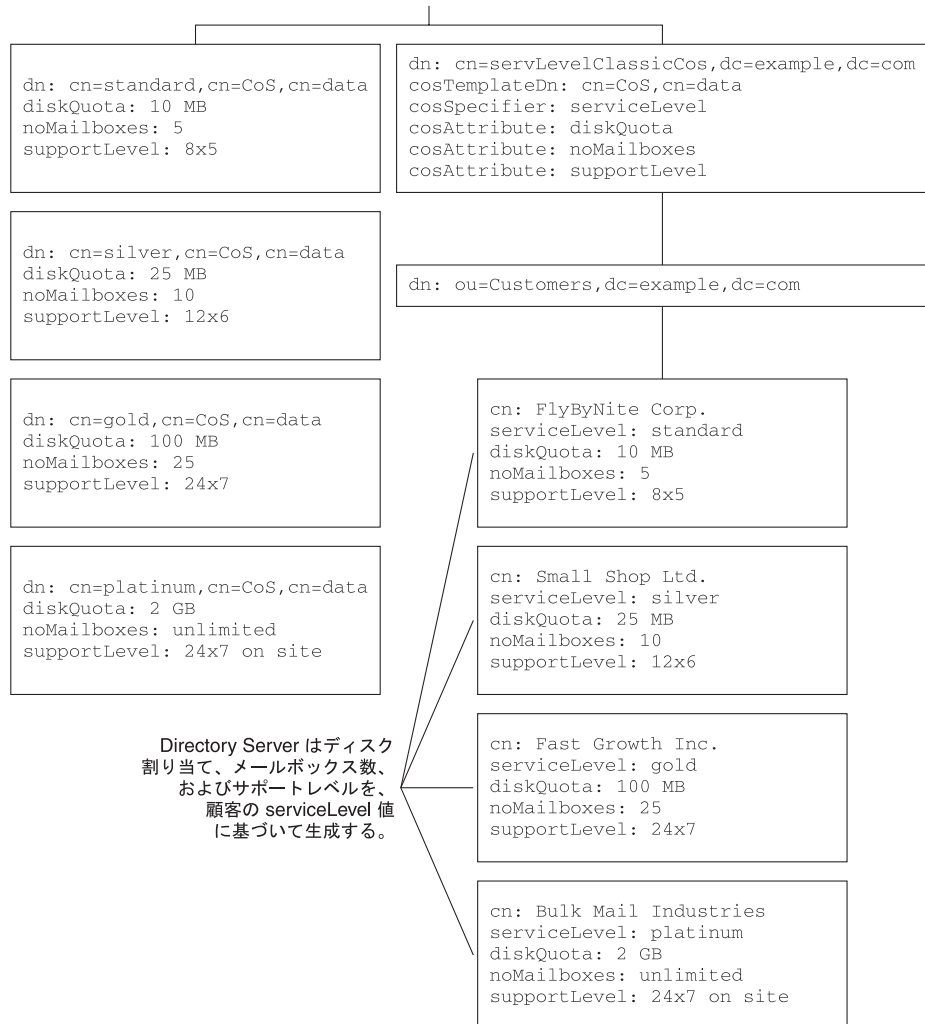 dn: cn=standard,cn=CoS,cn=data
diskQuota: 10 MB
noMailboxes: 5
supportLevel: 8x5
dn: cn=servLevelClassicCos,dc=example,dc=com
cosTemplateDn: cn=CoS,cn=data
cosSpecifier: serviceLevel
cosAttribute: diskQuota
cosAttribute: noMailboxes
cosAttribute: supportLevel
dn: cn=silver,cn=CoS,cn=data
diskQuota: 25 MB
noMailboxes: 10
supportLevel: 12x6
dn: ou=Customers,dc=example,dc=com
dn: cn=gold,cn=CoS,cn=data
diskQuota: 100 MB
noMailboxes: 25
supportLevel: 24x7
cn: FlyByNite Corp.
serviceLevel: standard
diskQuota: 10 MB
noMailboxes: 5
supportLevel: 8x5
dn: cn=platinum,cn=CoS,cn=data
diskQuota: 2 GB
noMailboxes: unlimited
supportLevel: 24x7 on site
cn: Small Shop Ltd.
serviceLevel: silver
diskQuota: 25 MB
noMailboxes: 10
supportLevel: 12x6
Directory Server はディスク
割り当て、メールボックス数、
およびサポートレベルを、
顧客の serviceLevel 値
に基づいて生成する。
cn: Fast Growth Inc.
serviceLevel: gold
diskQuota: 100 MB
noMailboxes: 25
supportLevel: 24x7
cn: Bulk Mail Industries
serviceLevel: platinum
diskQuota: 2 GB
noMailboxes: unlimited
supportLevel: 24x7 on site